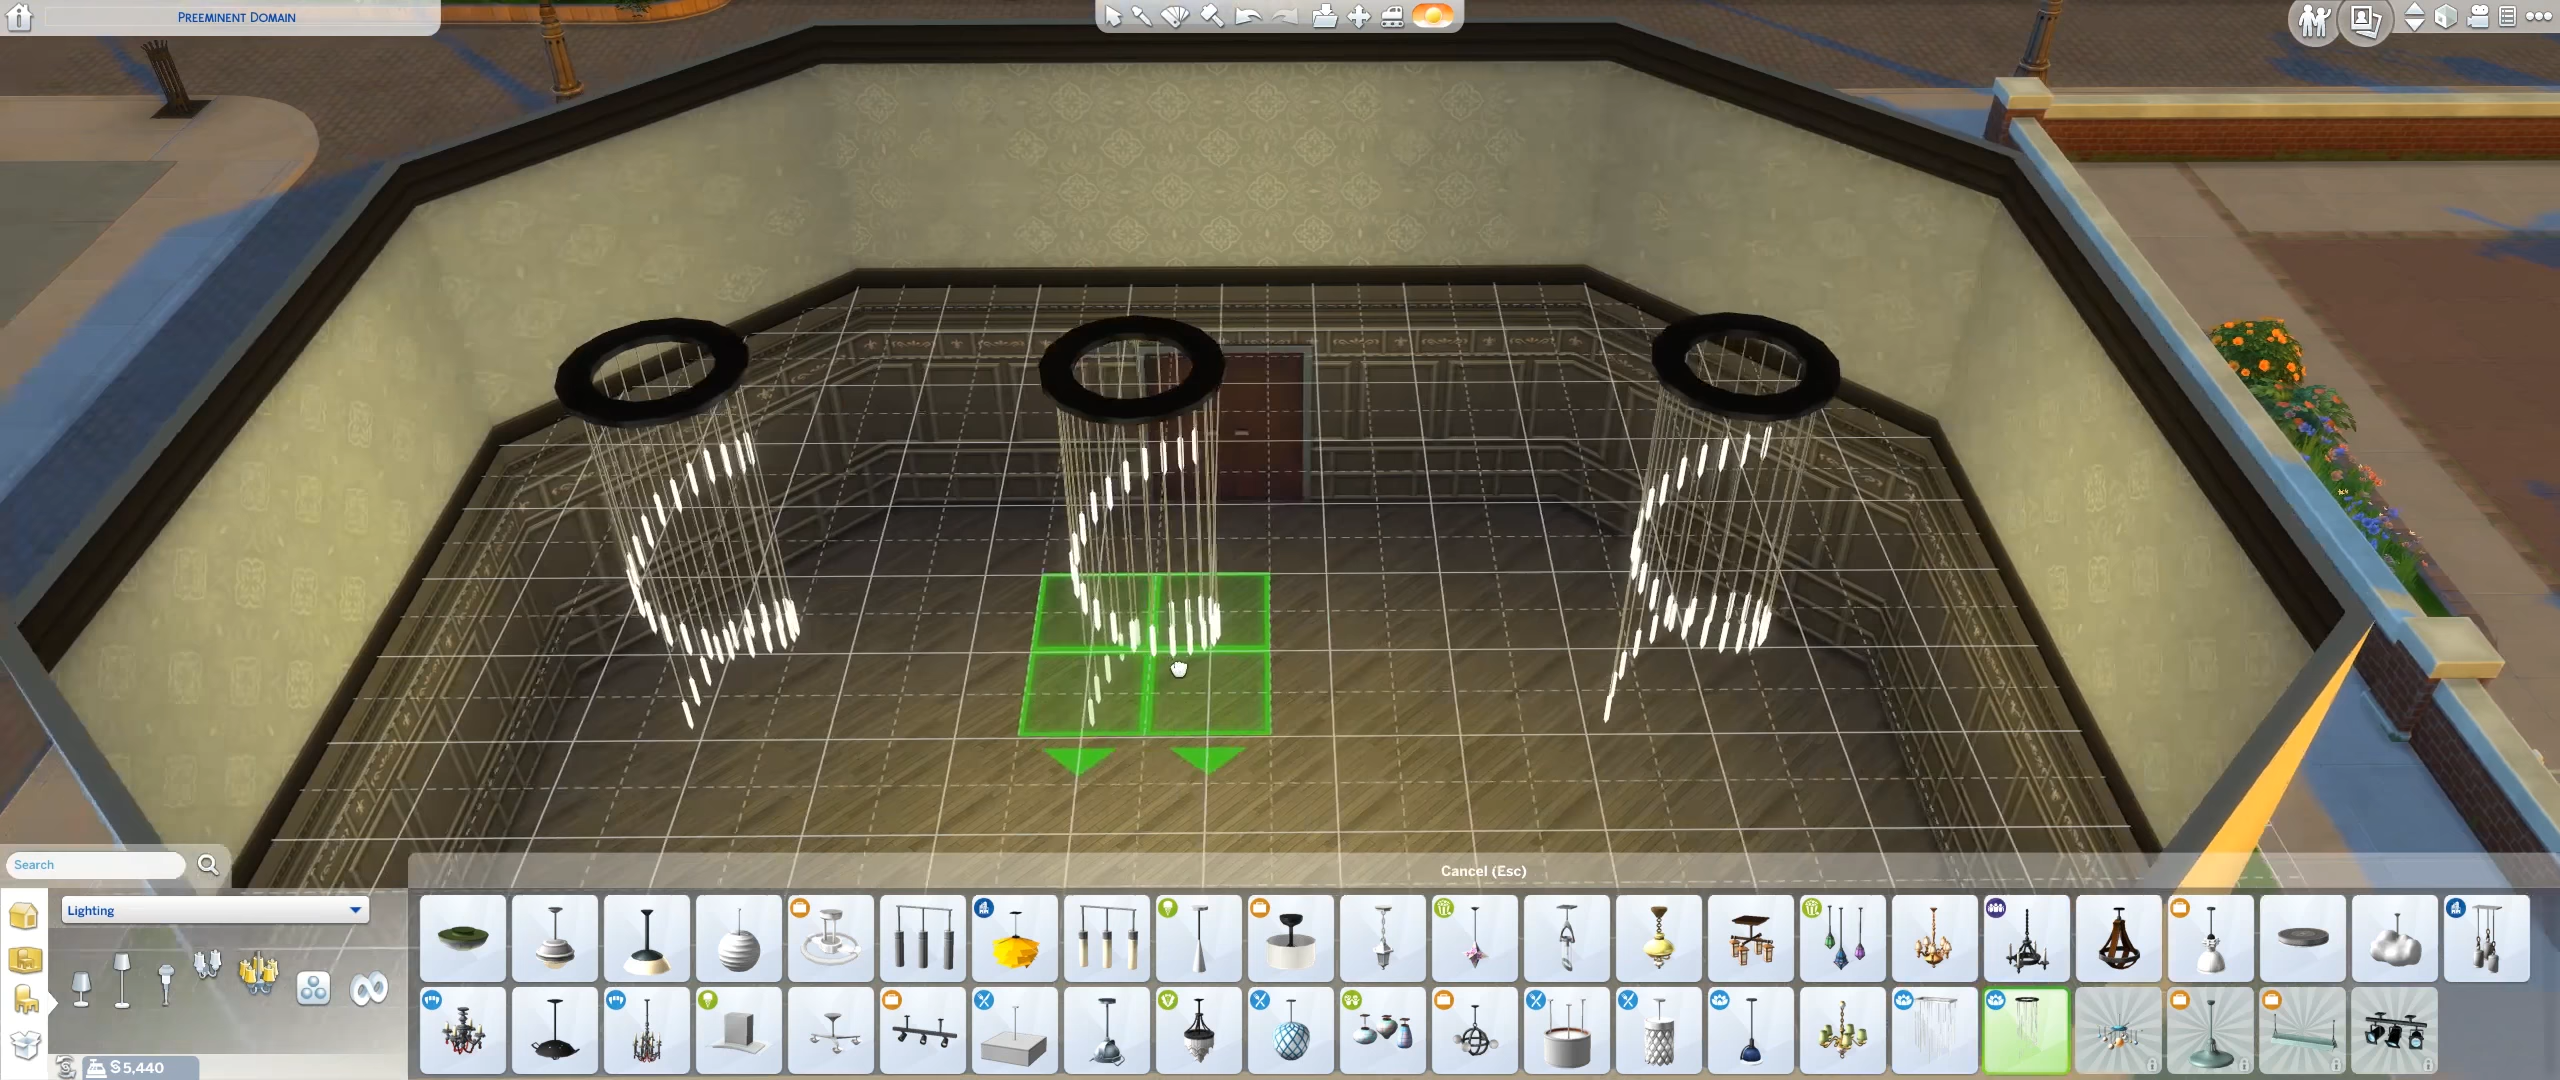 PREEMINENT DOMAIN
Cancel (Esc)
Search
Lighting
§5,440